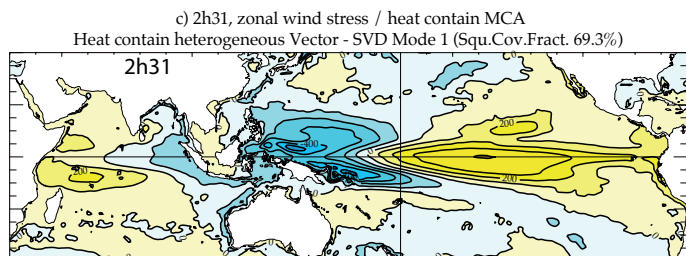 c) 2h31, zonal wind stress / heat contain MCA
Heat contain heterogeneous Vector - SVD Mode 1 (Squ.Cov.Fract. 69.3%)
2h31
200
-400
200
200
0